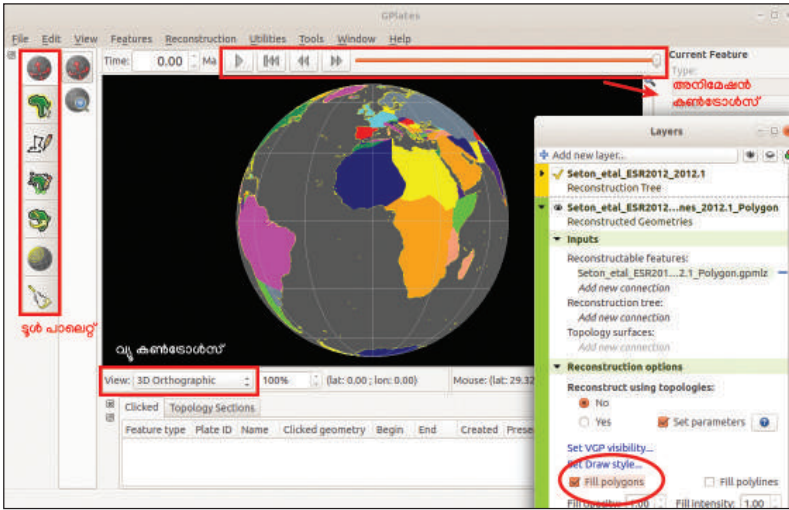 GPlates
File Edit View Features Reconstruction Utilities Tools Window Help
Time: 0.00 Ma
Current Feature
Type:
അനിമേഷൻ
കൺട്രോൾസ്
ടൂൾ പാലെറ്റ്
വ്യൂ കൺട്രോൾസ്
View: 3D Orthographic 100% (lat: 0.00 ; lon: 0.00) Mouse: (lat: 29.32
Clicked Topology Sections
Feature type Plate ID Name Clicked geometry Begin End Created Prese
Layers
Add new layer...
Seton_etal_ESR2012_2012.1
Reconstruction Tree
Seton_etal_ESR2012...nes_2012.1_Polygon
Reconstructed Geometries
Inputs
Reconstructable features:
Seton_etal_ESR201...2.1_Polygon.gpmlz
Add new connection
Reconstruction tree:
Add new connection
Topology surfaces:
Add new connection
Reconstruction options
Reconstruct using topologies:
No
Yes Set parameters
Set VGP visibility...
Set Draw style...
Fill polygons Fill polylines
Fill opacity: 1.00 Fill intensity: 1.00